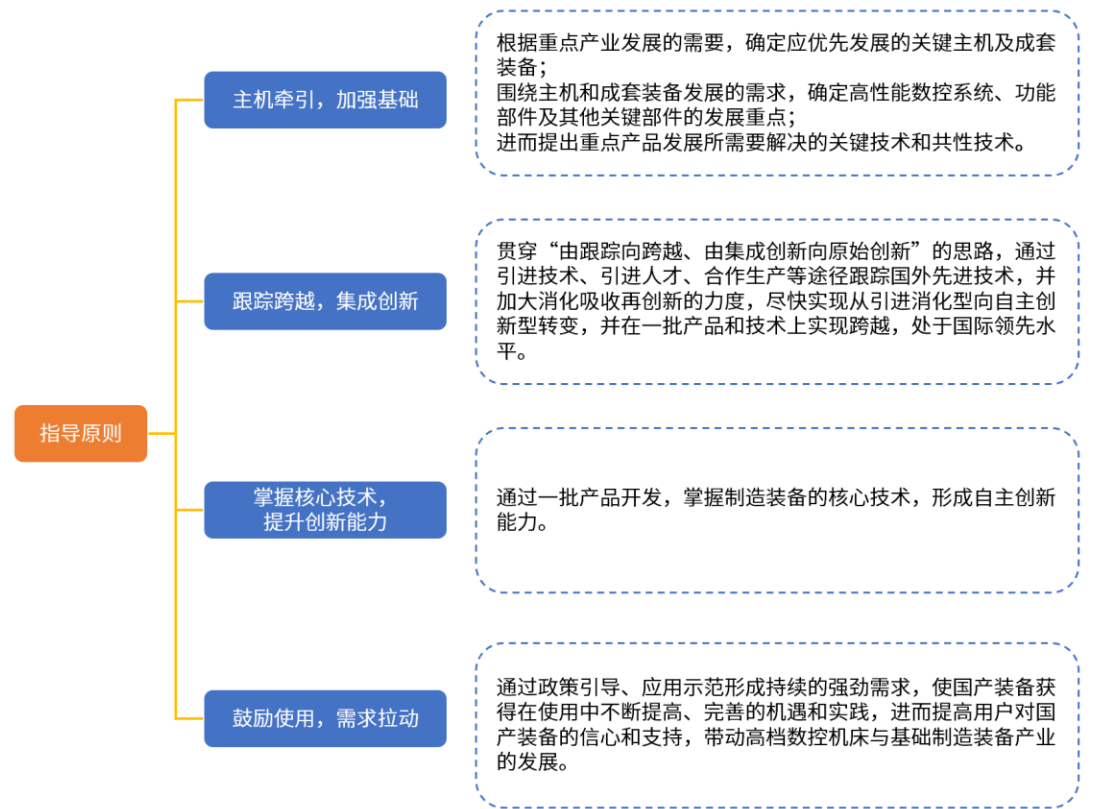 指导原则
主机牵引，加强基础
根据重点产业发展的需要，确定应优先发展的关键主机及成套
装备；
围绕主机和成套装备发展的需求，确定高性能数控系统、功能
部件及其他关键部件的发展重点；
进而提出重点产品发展所需要解决的关键技术和共性技术。
跟踪跨越，集成创新
贯穿“由跟踪向跨越、由集成创新向原始创新”的思路，通过
引进技术、引进人才、合作生产等途径跟踪国外先进技术，并
加大消化吸收再创新的力度，尽快实现从引进消化型向自主创
新型转变，并在一批产品和技术上实现跨越，处于国际领先水
平。
掌握核心技术，
提升创新能力
通过一批产品开发，掌握制造装备的核心技术，形成自主创新
能力。
鼓励使用，需求拉动
通过政策引导、应用示范形成持续的强劲需求，使国产装备获
得在使用中不断提高、完善的机遇和实践，进而提高用户对国
产装备的信心和支持，带动高档数控机床与基础制造装备产业
的发展。